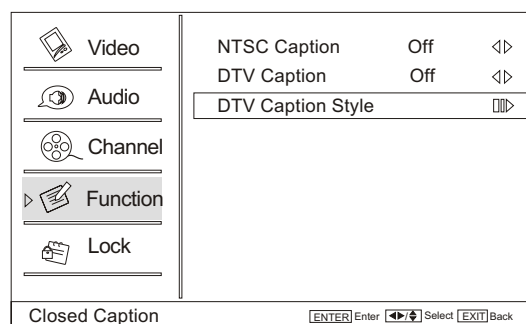 Video
Audio
Channel
Function
Lock
NTSC Caption Off
DTV Caption Off
DTV Caption Style
Closed Caption
ENTER Enter Select EXIT Back